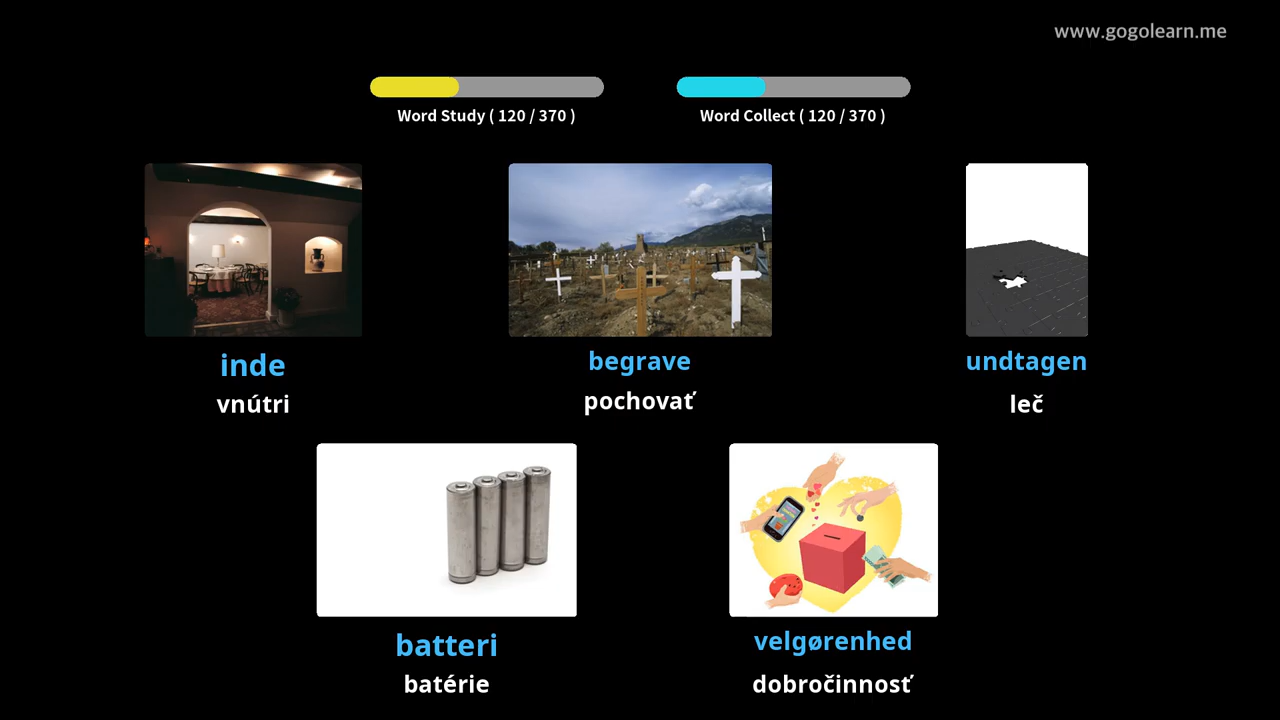 www.gogolearn.me
Word Study ( 120 / 370 )
Word Collect ( 120 / 370 )
inde
vnútri
begrave
pochovať
undtagen
leč
batteri
batérie
velgørenhed
dobročinnosť